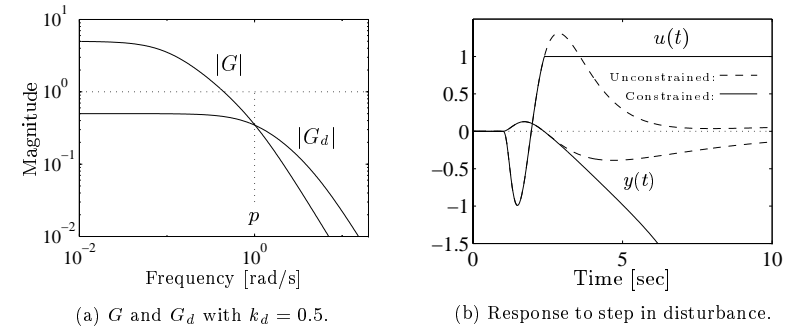 10^1
10^0
10^-1
10^-2
Magnitude
|G|
|G_d|
p
10^-2
10^0
Frequency [rad/s]
(a) G and G_d with k_d = 0.5.
1
0.5
0
−0.5
−1
−1.5
u(t)
Unconstrained:
Constrained:
y(t)
0
5
10
Time [sec]
(b) Response to step in disturbance.